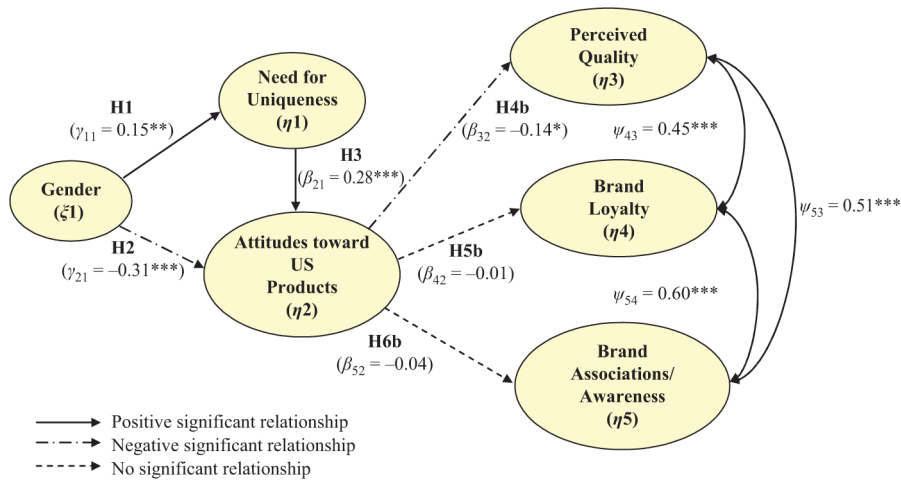 Perceived
Quality
(η3)
Need for
Uniqueness
(η1)
H1
(γ11 = 0.15**)
H4b
(β32 = –0.14*)
ψ43 = 0.45***
H3
(β21 = 0.28***)
Gender
(ξ1)
Brand
Loyalty
(η4)
ψ53 = 0.51***
H2
(γ21 = –0.31***)
Attitudes toward
US
Products
(η2)
H5b
(β42 = –0.01)
ψ54 = 0.60***
H6b
(β52 = –0.04)
Brand
Associations/
Awareness
(η5)
Positive significant relationship
Negative significant relationship
No significant relationship